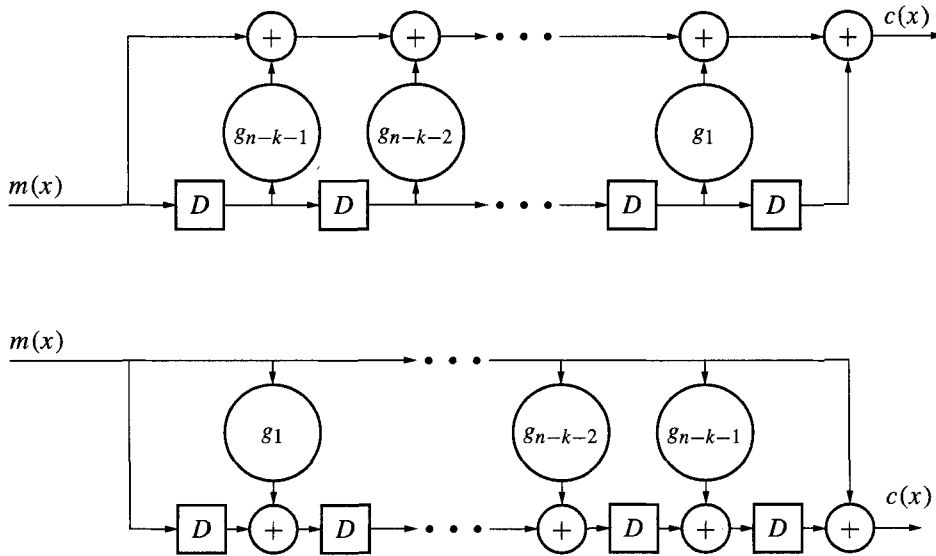 c(x)
+ + • • • + +
g_{n-k-1} g_{n-k-2} g_1
m(x)
D D • • • D D
m(x)
• • •
g_1 g_{n-k-2} g_{n-k-1}
c(x)
D + D • • • + D + D +